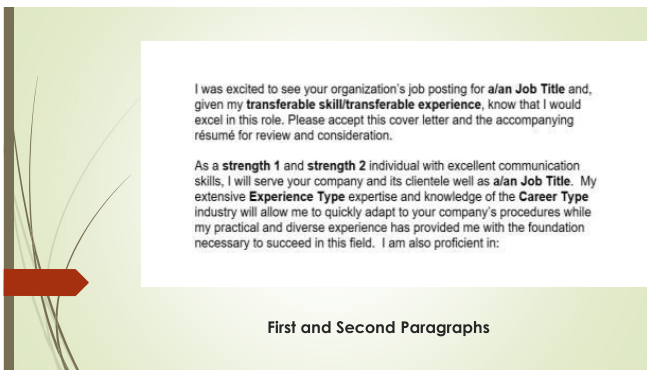 I was excited to see your organization's job posting for a/an Job Title and,
given my transferable skill/transferable experience, know that I would
excel in this role. Please accept this cover letter and the accompanying
résumé for review and consideration.
As a strength 1 and strength 2 individual with excellent communication
skills, I will serve your company and its clientele well as a/an Job Title.  My
extensive Experience Type expertise and knowledge of the Career Type
industry will allow me to quickly adapt to your company's procedures while
my practical and diverse experience has provided me with the foundation
necessary to succeed in this field.  I am also proficient in:
First and Second Paragraphs